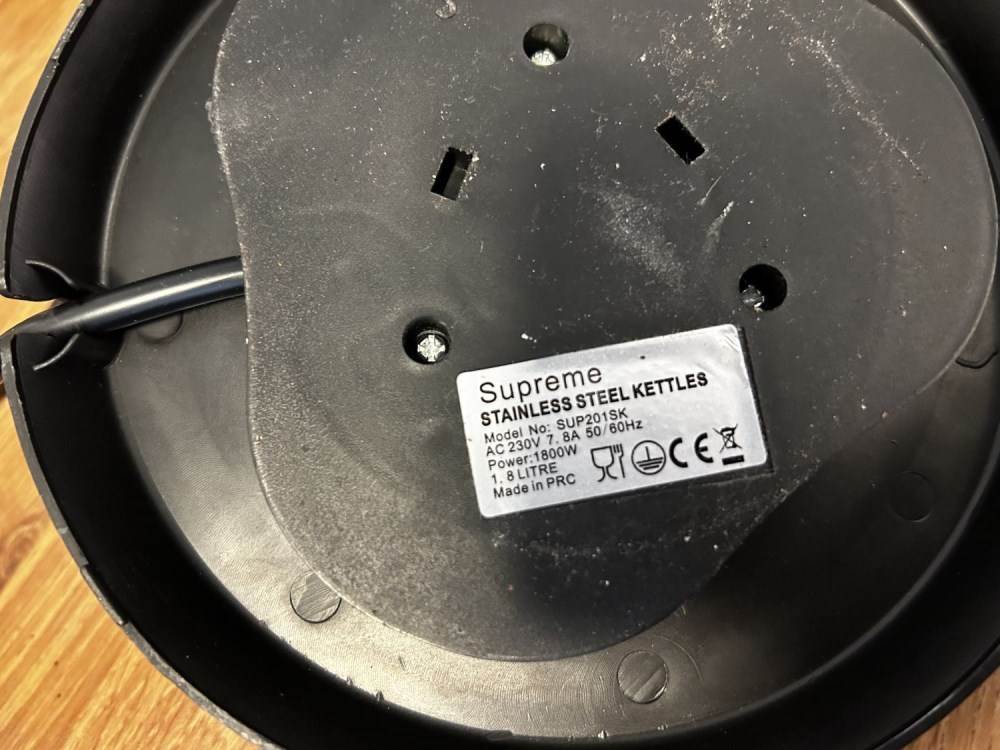 Supreme
STAINLESS STEEL KETTLES
Model No: SUP201SK
AC 230V 7. 8A 50/60Hz
Power:1800W
1. 8 LITRE
Made in PRC
CE